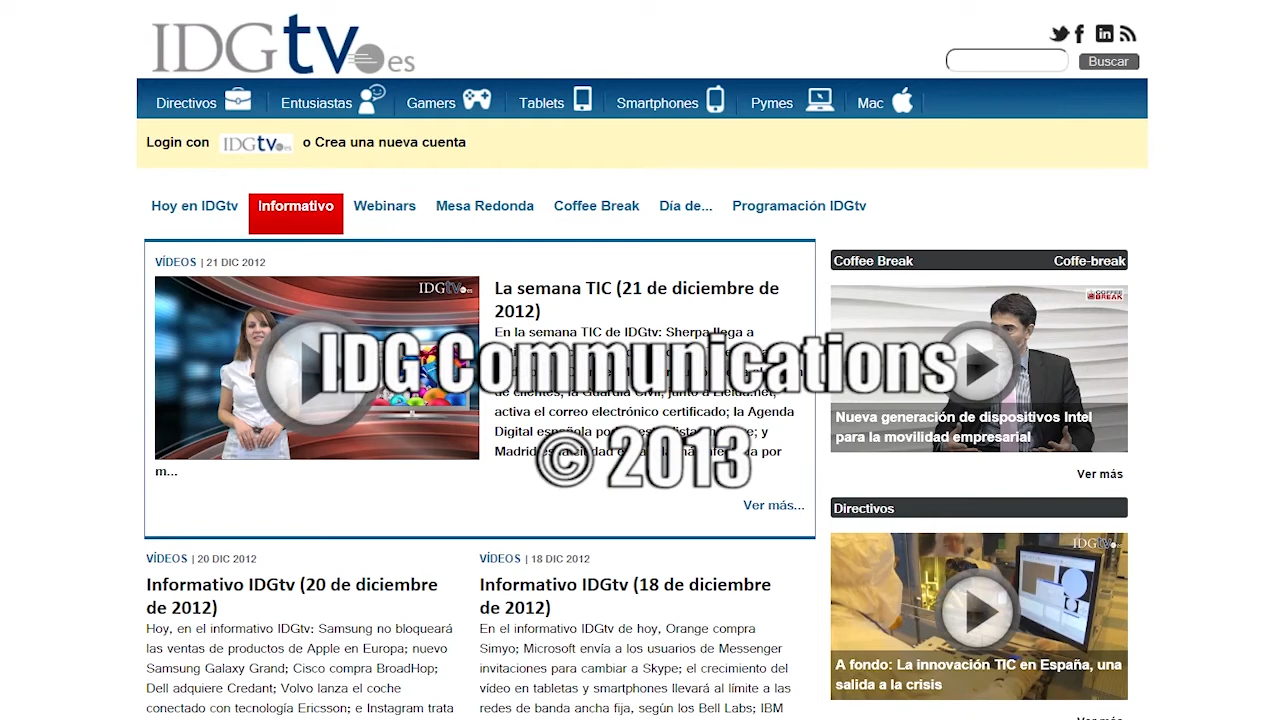 IDGtv.es
Buscar
Directivos
Entusiastas
Gamers
Tablets
Smartphones
Pymes
Mac
Login con IDGtv.es o Crea una nueva cuenta
Hoy en IDGtv
Informativo
Webinars
Mesa Redonda
Coffee Break
Día de...
Programación IDGtv
VÍDEOS | 21 DIC 2012
IDGtv.es
La semana TIC (21 de diciembre de
2012)
En la semana TIC de IDGtv: Sherpa llega a
de clientes, la Guardia Civil, junto a Lleida.net,
activa el correo electrónico certificado; la Agenda
Digital española por
Madrid
por
m...
Ver más...
IDG Communications
© 2013
Coffee Break
Coffe-break
COFFEE
BREAK
Nueva generación de dispositivos Intel
para la movilidad empresarial
Ver más
Directivos
IDGtv.es
A fondo: La innovación TIC en España, una
salida a la crisis
Ver más
VÍDEOS | 20 DIC 2012
Informativo IDGtv (20 de diciembre
de 2012)
Hoy, en el informativo IDGtv: Samsung no bloqueará
las ventas de productos de Apple en Europa; nuevo
Samsung Galaxy Grand; Cisco compra BroadHop;
Dell adquiere Credant; Volvo lanza el coche
conectado con tecnología Ericsson; e Instagram trata
VÍDEOS | 18 DIC 2012
Informativo IDGtv (18 de diciembre
de 2012)
En el informativo IDGtv de hoy, Orange compra
Simyo; Microsoft envía a los usuarios de Messenger
invitaciones para cambiar a Skype; el crecimiento del
vídeo en tabletas y smartphones llevará al límite a las
redes de banda ancha fija, según los Bell Labs; IBM